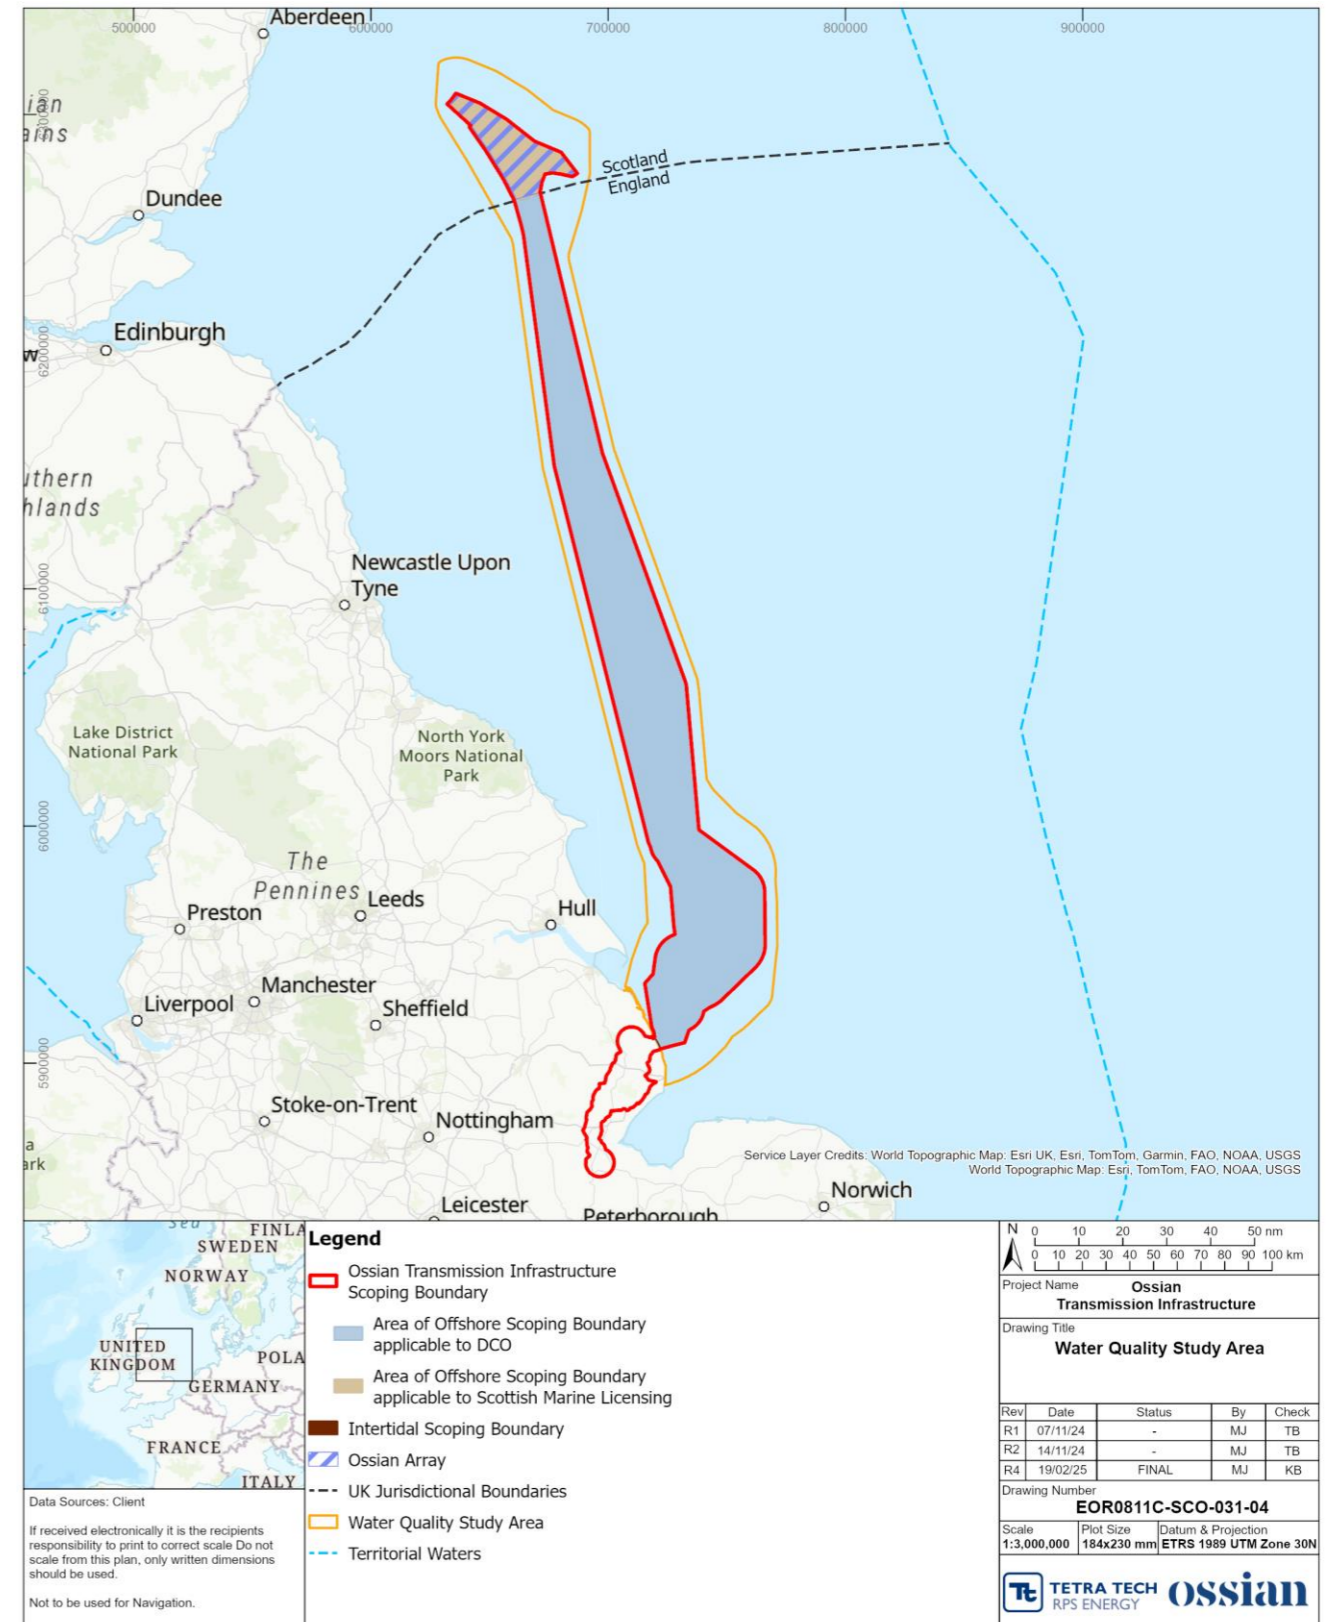 500000
600000
700000
800000
900000
Aberdeen
ian
ains
Dundee
Scotland
England
6200000
Edinburgh
w
uthern
hlands
Newcastle Upon
Tyne
6100000
Lake District
National Park
North York
Moors National
Park
6000000
The
Pennines
Leeds
Preston
Hull
Manchester
Liverpool
Sheffield
5900000
Stoke-on-Trent
Nottingham
a
ark
Service Layer Credits: World Topographic Map: Esri UK, Esri, TomTom, Garmin, FAO, NOAA, USGS
World Topographic Map: Esri, TomTom, FAO, NOAA, USGS
Leicester
Peterborough
Norwich
Sea
FINLA
SWEDEN
NORWAY
UNITED
KINGDOM
POLA
GERMANY
FRANCE
ITALY
Data Sources: Client
If received electronically it is the recipients
responsibility to print to correct scale Do not
scale from this plan, only written dimensions
should be used.
Not to be used for Navigation.
Legend
Ossian Transmission Infrastructure
Scoping Boundary
Area of Offshore Scoping Boundary
applicable to DCO
Area of Offshore Scoping Boundary
applicable to Scottish Marine Licensing
Intertidal Scoping Boundary
Ossian Array
UK Jurisdictional Boundaries
Water Quality Study Area
Territorial Waters
N
0 10 20 30 40 50 nm
0 10 20 30 40 50 60 70 80 90 100 km
Project Name Ossian
Transmission Infrastructure
Drawing Title
Water Quality Study Area
Rev Date Status By Check
R1 07/11/24 - MJ TB
R2 14/11/24 - MJ TB
R4 19/02/25 FINAL MJ KB
Drawing Number
EOR0811C-SCO-031-04
Scale Plot Size Datum & Projection
1:3,000,000 184x230 mm ETRS 1989 UTM Zone 30N
Tt TETRA TECH
RPS ENERGY
ossian